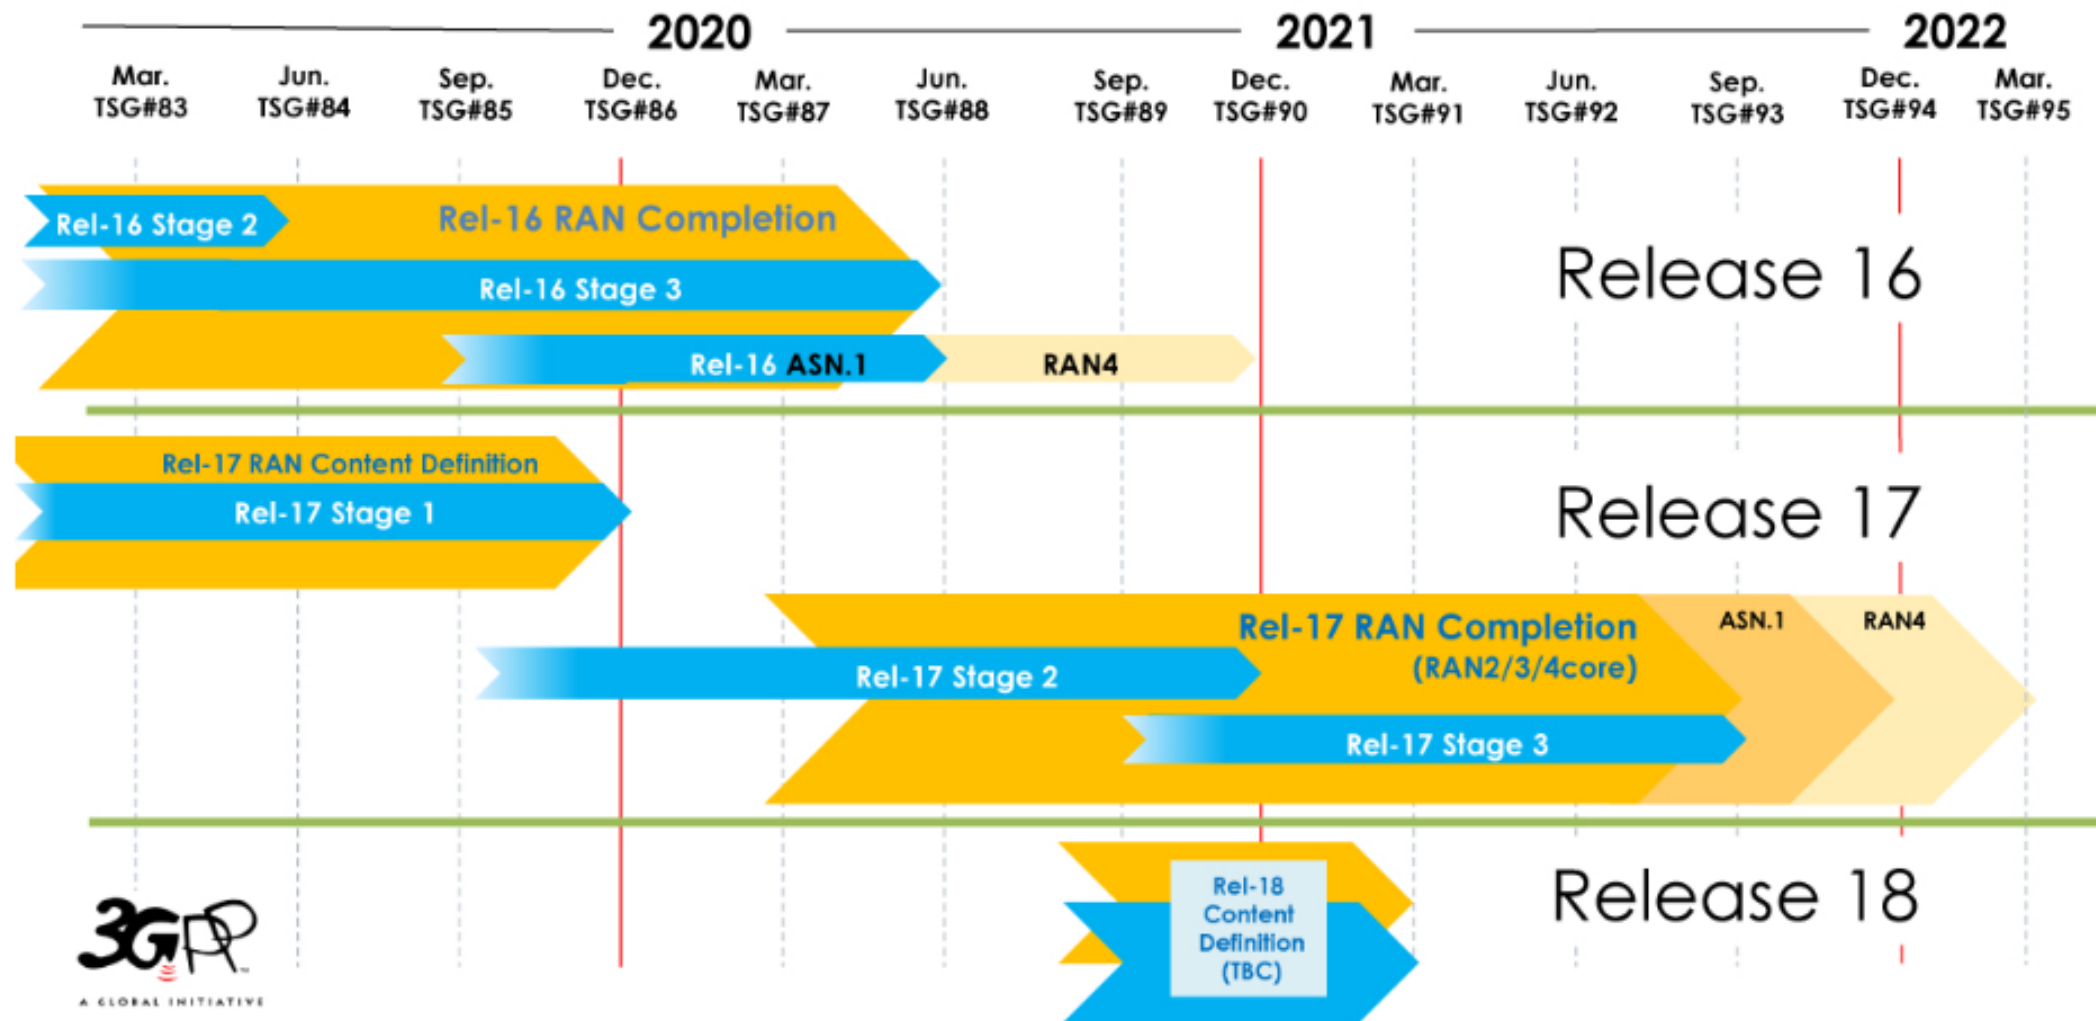 2020
2021
2022
Mar.
TSG#83
Jun.
TSG#84
Sep.
TSG#85
Dec.
TSG#86
Mar.
TSG#87
Jun.
TSG#88
Sep.
TSG#89
Dec.
TSG#90
Mar.
TSG#91
Jun.
TSG#92
Sep.
TSG#93
Dec.
TSG#94
Mar.
TSG#95
Rel-16 Stage 2
Rel-16 RAN Completion
Rel-16 Stage 3
Release 16
Rel-16 ASN.1
RAN4
Rel-17 RAN Content Definition
Rel-17 Stage 1
Release 17
Rel-17 RAN Completion
(RAN2/3/4core)
ASN.1
RAN4
Rel-17 Stage 2
Rel-17 Stage 3
Rel-18
Content
Definition
(TBC)
Release 18
3GPP
TM
A GLOBAL INITIATIVE